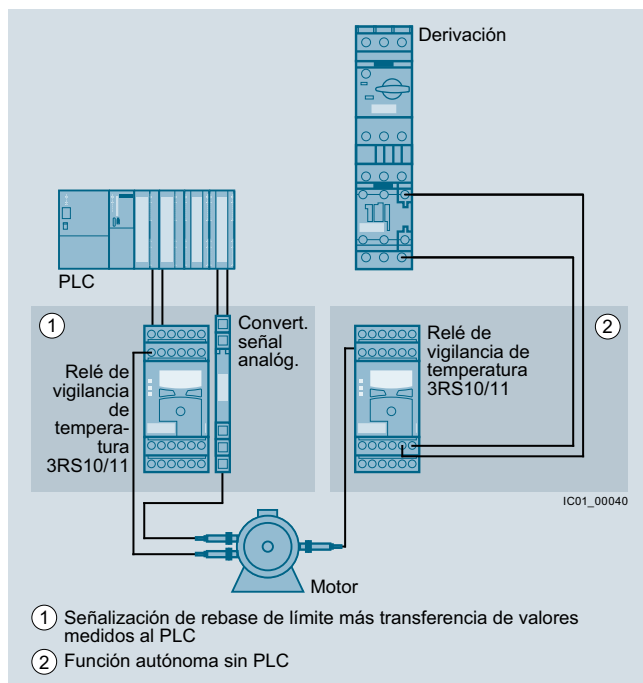 Derivación
PLC
1
Convert.
señal
analóg.
Relé de
vigilancia
de
tempera-
tura
3RS10/11
Relé de
vigilancia de
temperatura
3RS10/11
2
IC01_00040
Motor
1 Señalización de rebase de límite más transferencia de valores
medidos al PLC
2 Función autónoma sin PLC